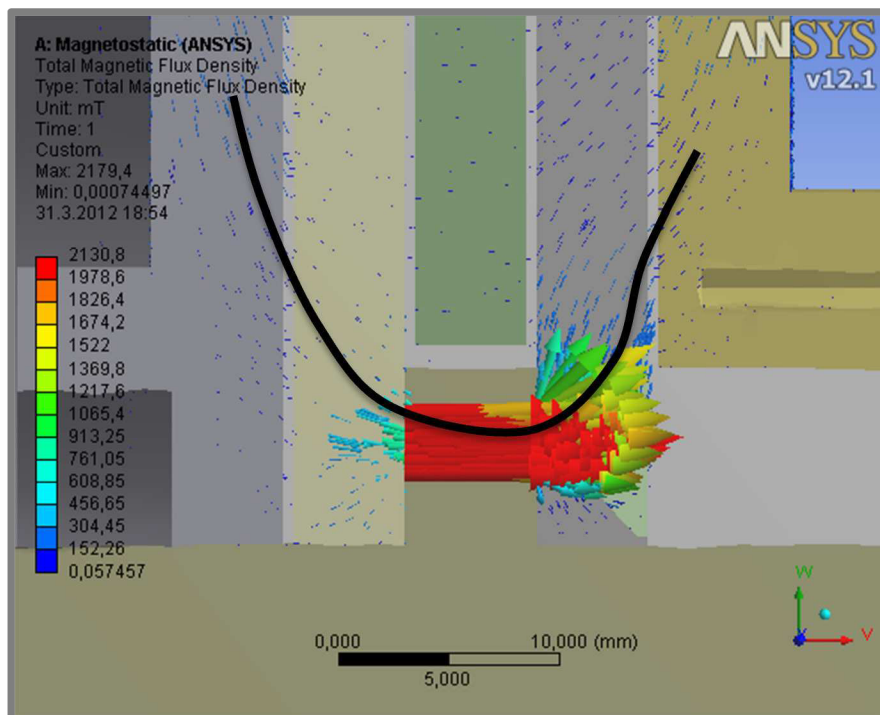 A: Magnetostatic (ANSYS)
Total Magnetic Flux Density
Type: Total Magnetic Flux Density
Unit: mT
Time: 1
Custom
Max: 2179,4
Min: 0,00074497
31.3.2012 18:54
2130,8
1978,6
1826,4
1674,2
1522
1369,8
1217,6
1065,4
913,25
761,05
608,85
456,65
304,45
152,26
0,057457
ANSYS
v12.1
0,000
10,000 (mm)
5,000
W
V